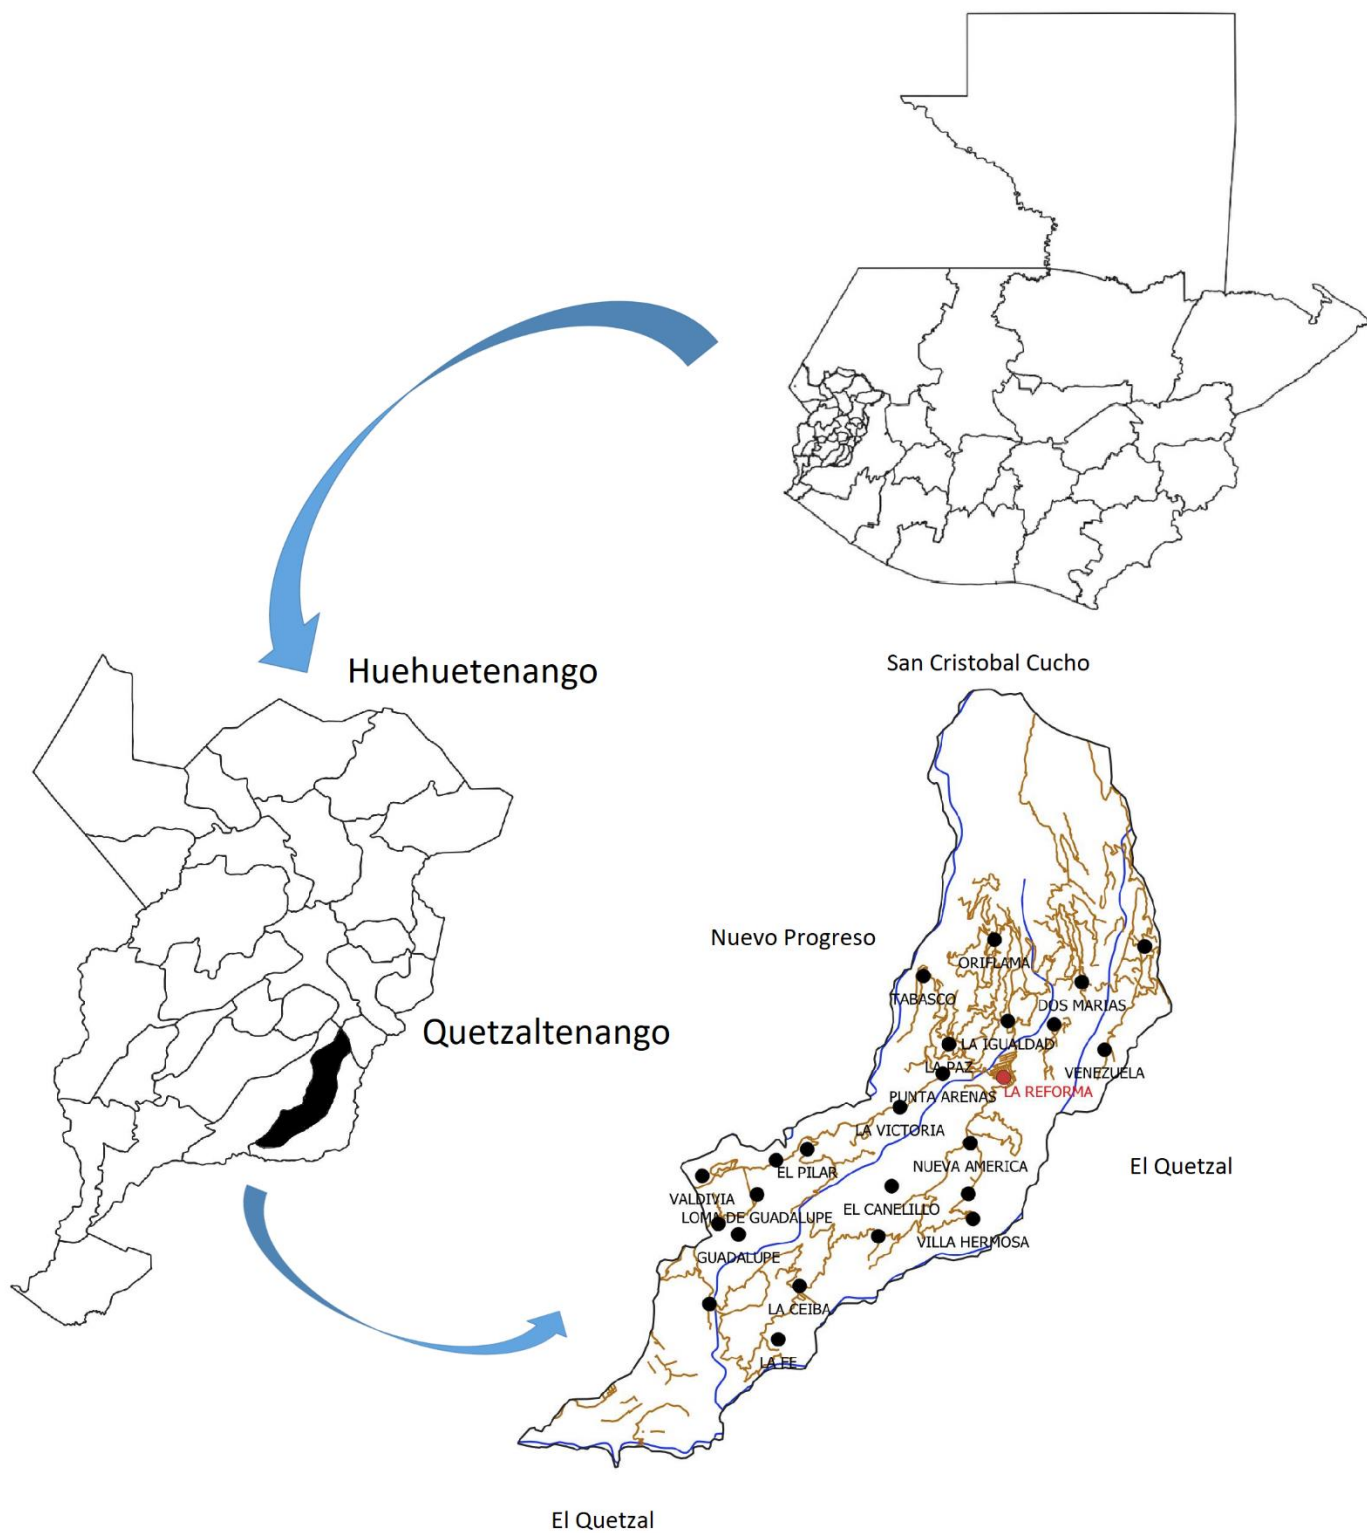 San Cristobal Cucho
Huehuetenango
Nuevo Progreso
ORIFLAMA
TABASCO
DOS MARIAS
Quetzaltenango
LA IGUALDAD
LA PAZ
VENEZUELA
PUNTA ARENAS
LA REFORMA
LA VICTORIA
EL PILAR
NUEVA AMERICA
El Quetzal
VALDIVIA
EL CANELILLO
LOMA DE GUADALUPE
VILLA HERMOSA
GUADALUPE
LA CEIBA
LA FE
El Quetzal